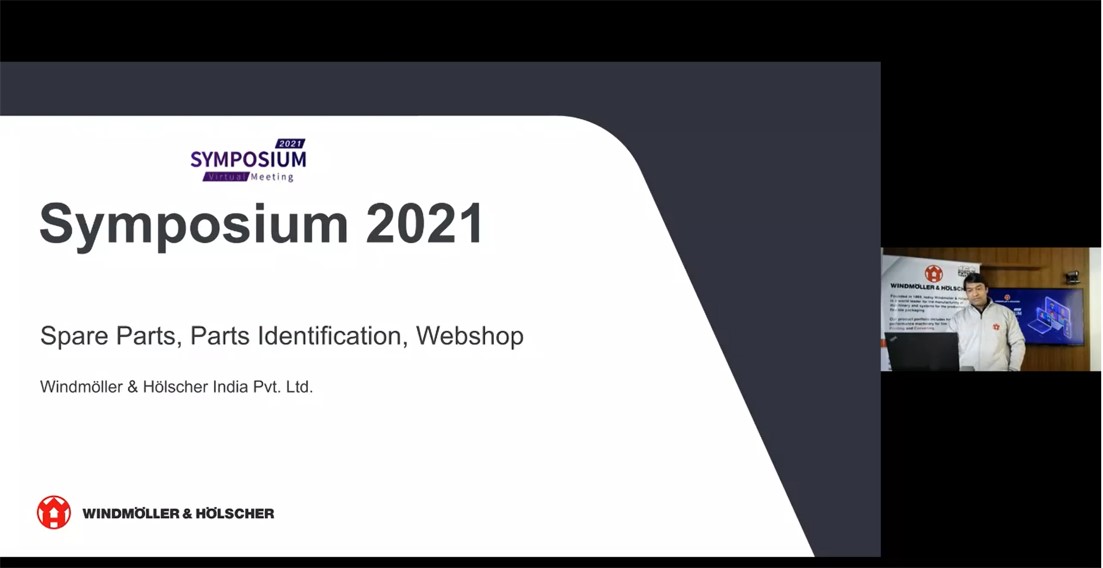 2021
SYMPOSIUM
Virtual Meeting
Symposium 2021
Spare Parts, Parts Identification, Webshop
Windmöller & Hölscher India Pvt. Ltd.
WINDMÖLLER & HÖLSCHER
WINDMÖLLER & HÖLSCHER